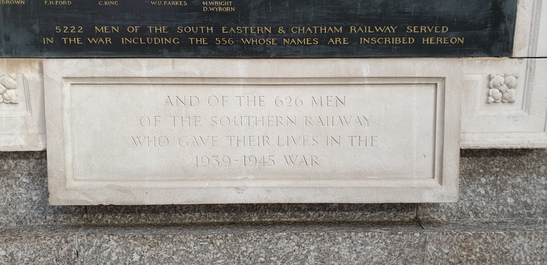 BROWN F.H.FORD C.KING W.U.PARKES H.WRIGHT
D.WYBORN
5222 MEN OF THE SOUTH EASTERN & CHATHAM RAILWAY SERVED
IN THE WAR INCLUDING THE 556 WHOSE NAMES ARE INSCRIBED HEREON
AND OF THE 626 MEN
OF THE SOUTHERN RAILWAY
WHO GAVE THEIR LIVES IN THE
1939-1945 WAR